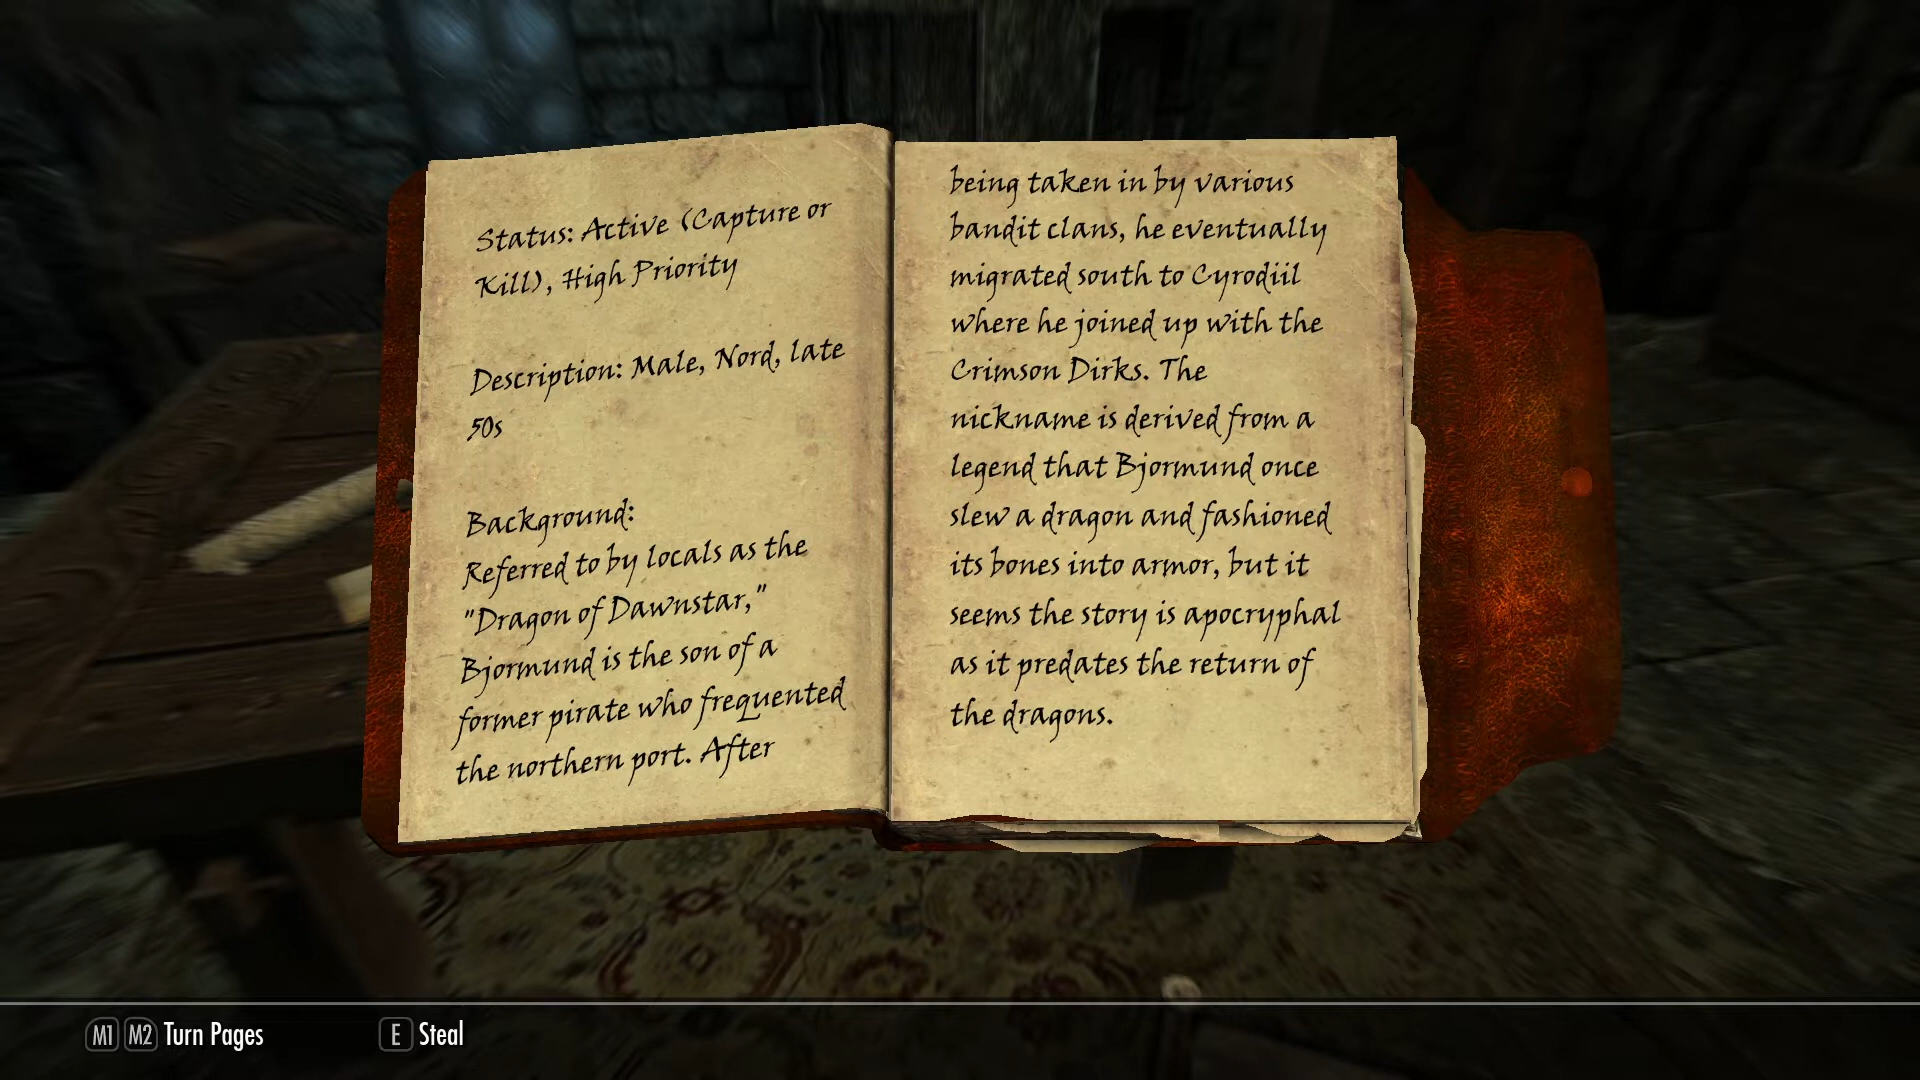 Status: Active (Capture or
Kill), High Priority
Description: Male, Nord, late
50s
Background:
Referred to by locals as the
"Dragon of Dawnstar,"
Bjormund is the son of a
former pirate who frequented
the northern port. After
being taken in by various
bandit clans, he eventually
migrated south to Cyrodiil
where he joined up with the
Crimson Dirks. The
nickname is derived from a
legend that Bjormund once
slew a dragon and fashioned
its bones into armor, but it
seems the story is apocryphal
as it predates the return of
the dragons.
M1 M2 Turn Pages
E Steal